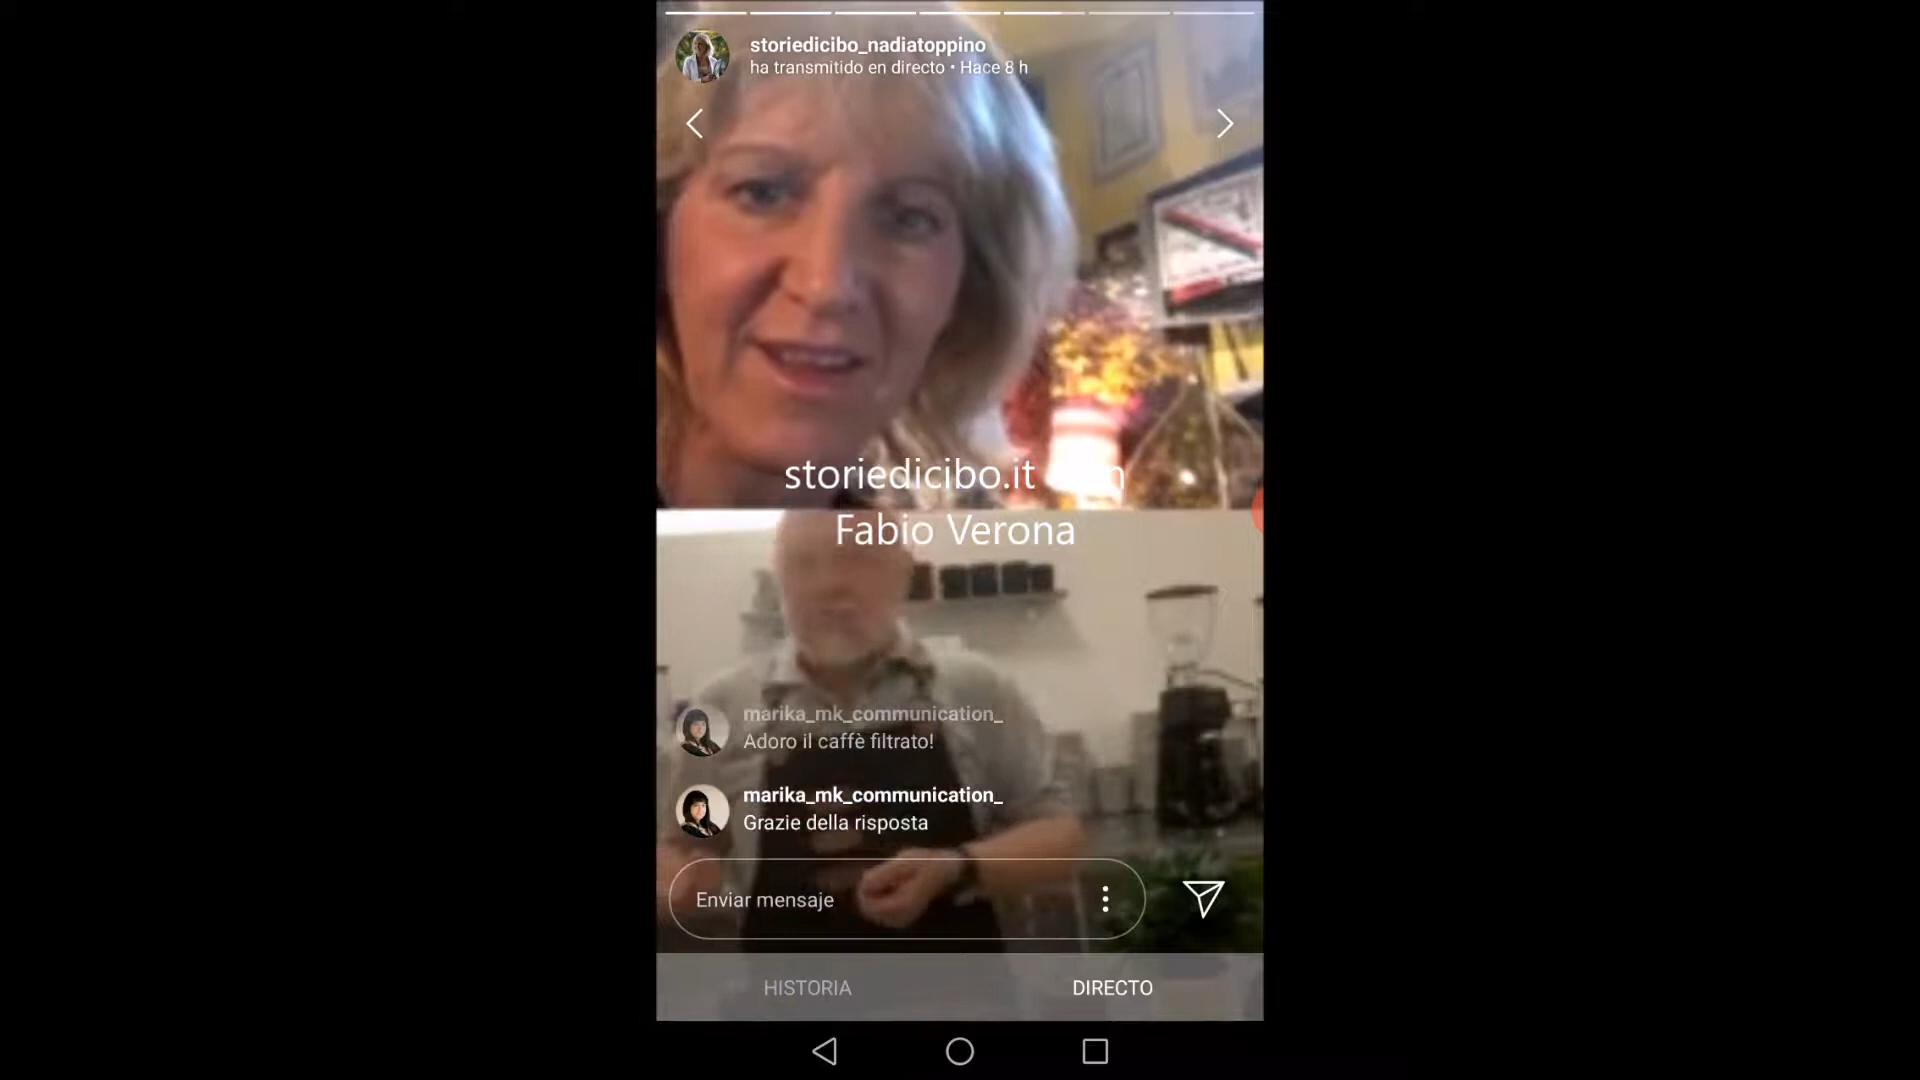 storiedicibo_nadiatoppino
ha transmitido en directo • Hace 8 h
storiedicibo.it
Fabio Verona
marika_mk_communication_
Adoro il caffè filtrato!
marika_mk_communication_
Grazie della risposta
Enviar mensaje
HISTORIA
DIRECTO